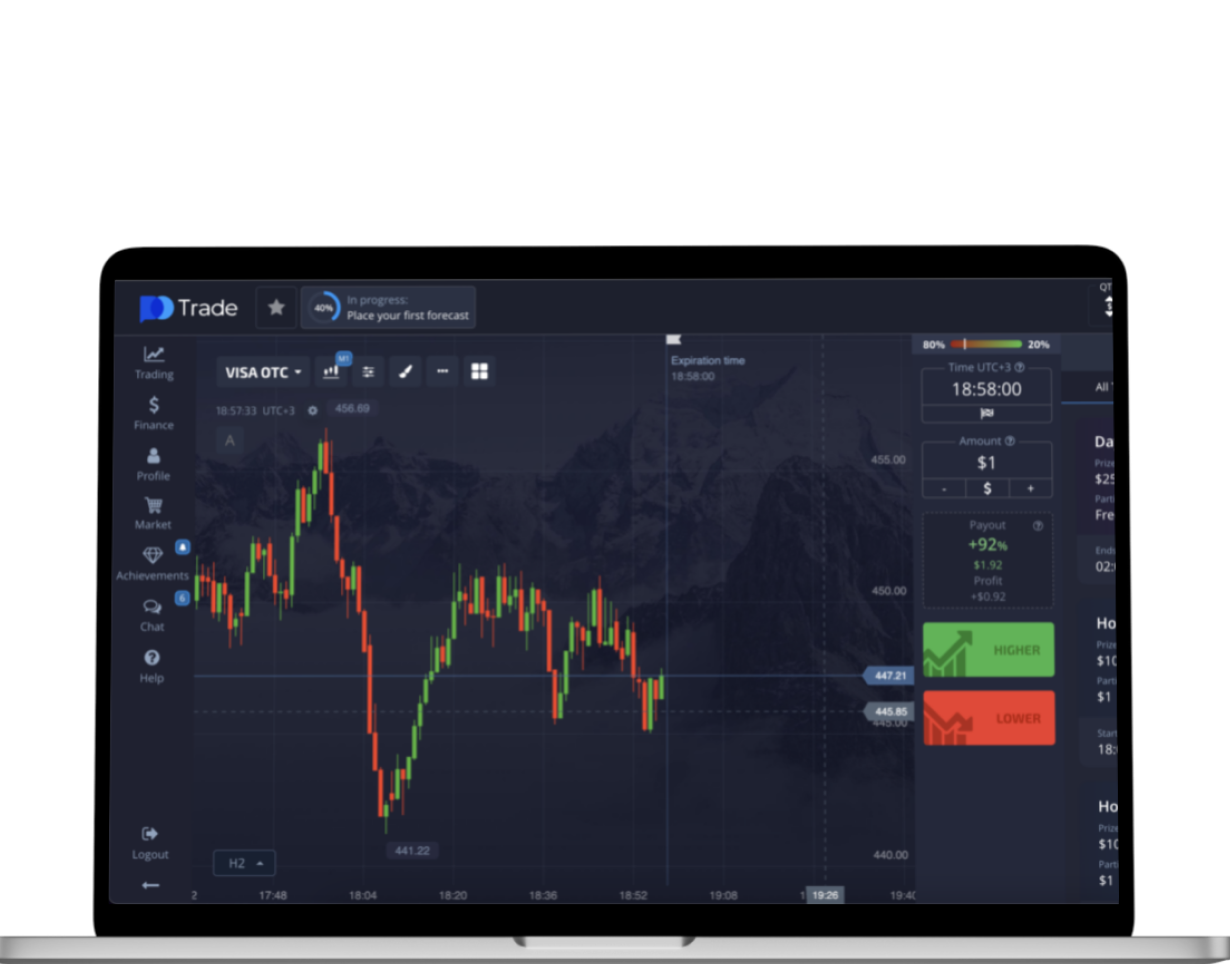 Trade
40%
In progress:
Place your first forecast
QT
Trading
Finance
Profile
Market
Achievements
6
Chat
Help
Logout
VISA OTC
M1
18:57:33 UTC+3
456.69
A
Expiration time
18:58:00
455.00
450.00
447.21
445.85
445.00
440.00
441.22
H2
2
17:48
18:04
18:20
18:36
18:52
19:08
19:26
19:40
80%
20%
Time UTC+3
18:58:00
Amount
$1
- $ +
Payout
+92%
$1.92
Profit
+$0.92
HIGHER
LOWER
All
Da
Prize
$25
Parti
Fre
Ends
02:
Ho
Prize
$10
Parti
$1
Start
18:
Ho
Prize
$10
Parti
$1